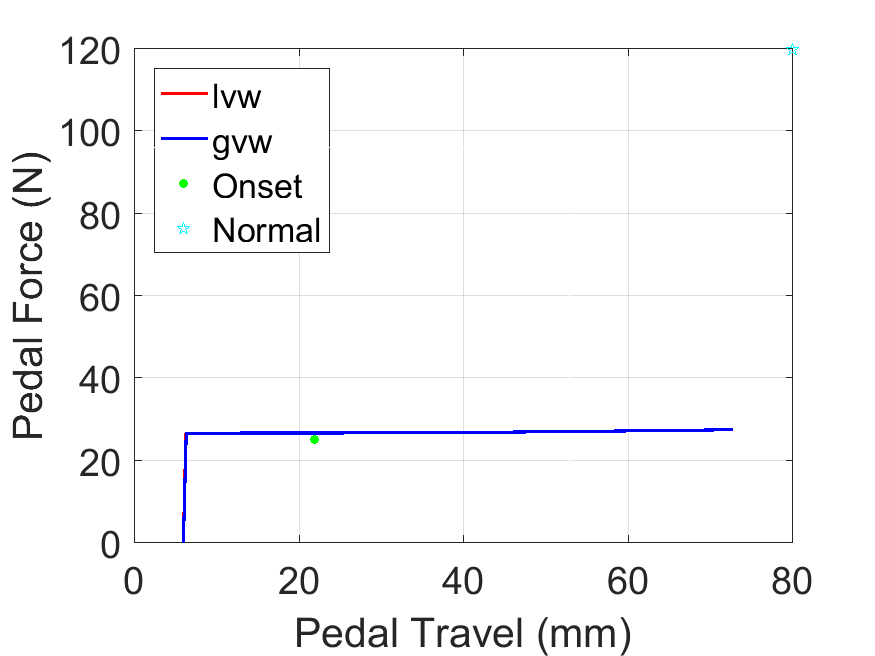 120
100
80
60
40
20
0
lvw
gvw
Onset
Normal
Pedal Force (N)
0 20 40 60 80
Pedal Travel (mm)